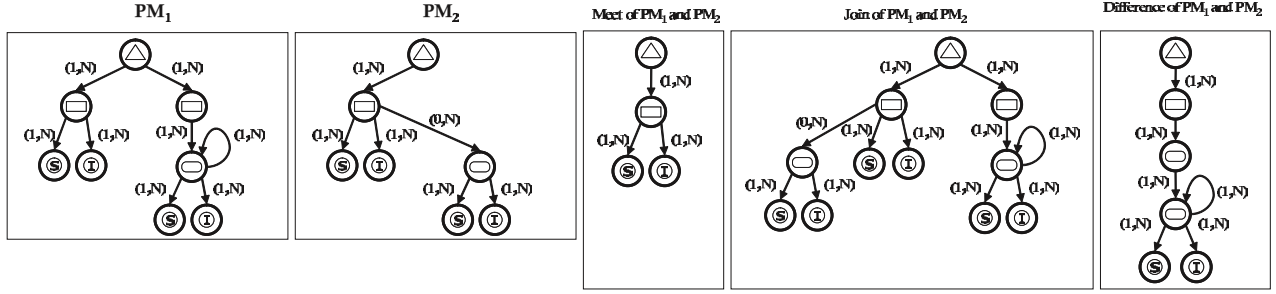 PM1
PM2
Meet of PM1 and PM2
Join of PM1 and PM2
Difference of PM1 and PM2
(1,N) (1,N)
(1,N) (1,N) (1,N) (1,N)
S I
(1,N) (1,N)
S I
(1,N)
(1,N) (1,N) (0,N)
S I
(1,N) (1,N)
S I
(1,N)
(1,N) (1,N)
S I
(1,N) (1,N)
(0,N) (1,N) (1,N) (1,N) (1,N)
S I
(1,N) (1,N) (1,N) (1,N)
S I S I
(1,N)
(1,N)
(1,N) (1,N)
(1,N) (1,N)
S I